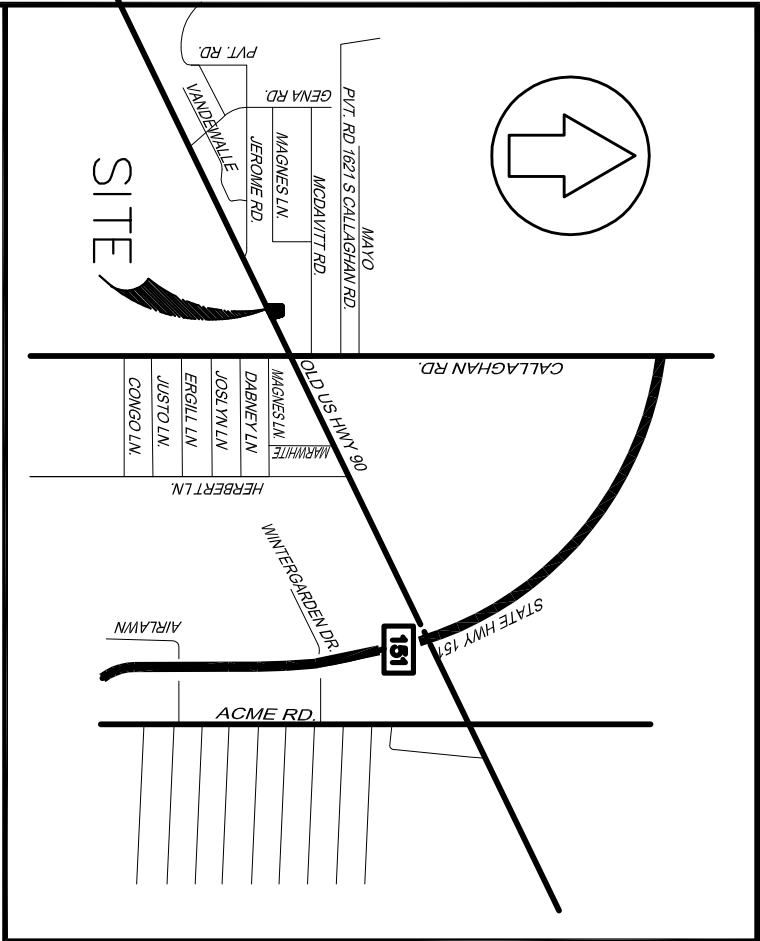 PVT. RD.
VANDEWALLE
GENA RD.
JEROME RD.
MAGNES LN.
MCDAVITT RD.
PVT. RD 1621 S CALLAGHAN RD.
MAYO
SITE
CALLAGHAN RD.
OLD US HWY 90
CONGO LN.
JUSTO LN.
ERGILL LN
JOSLYN LN
DABNEY LN
MAGNES LN.
MARWHITE
HERBERT LN.
WINTERGARDEN DR.
AIRLAWN
151
STATE HWY 151
ACME RD.